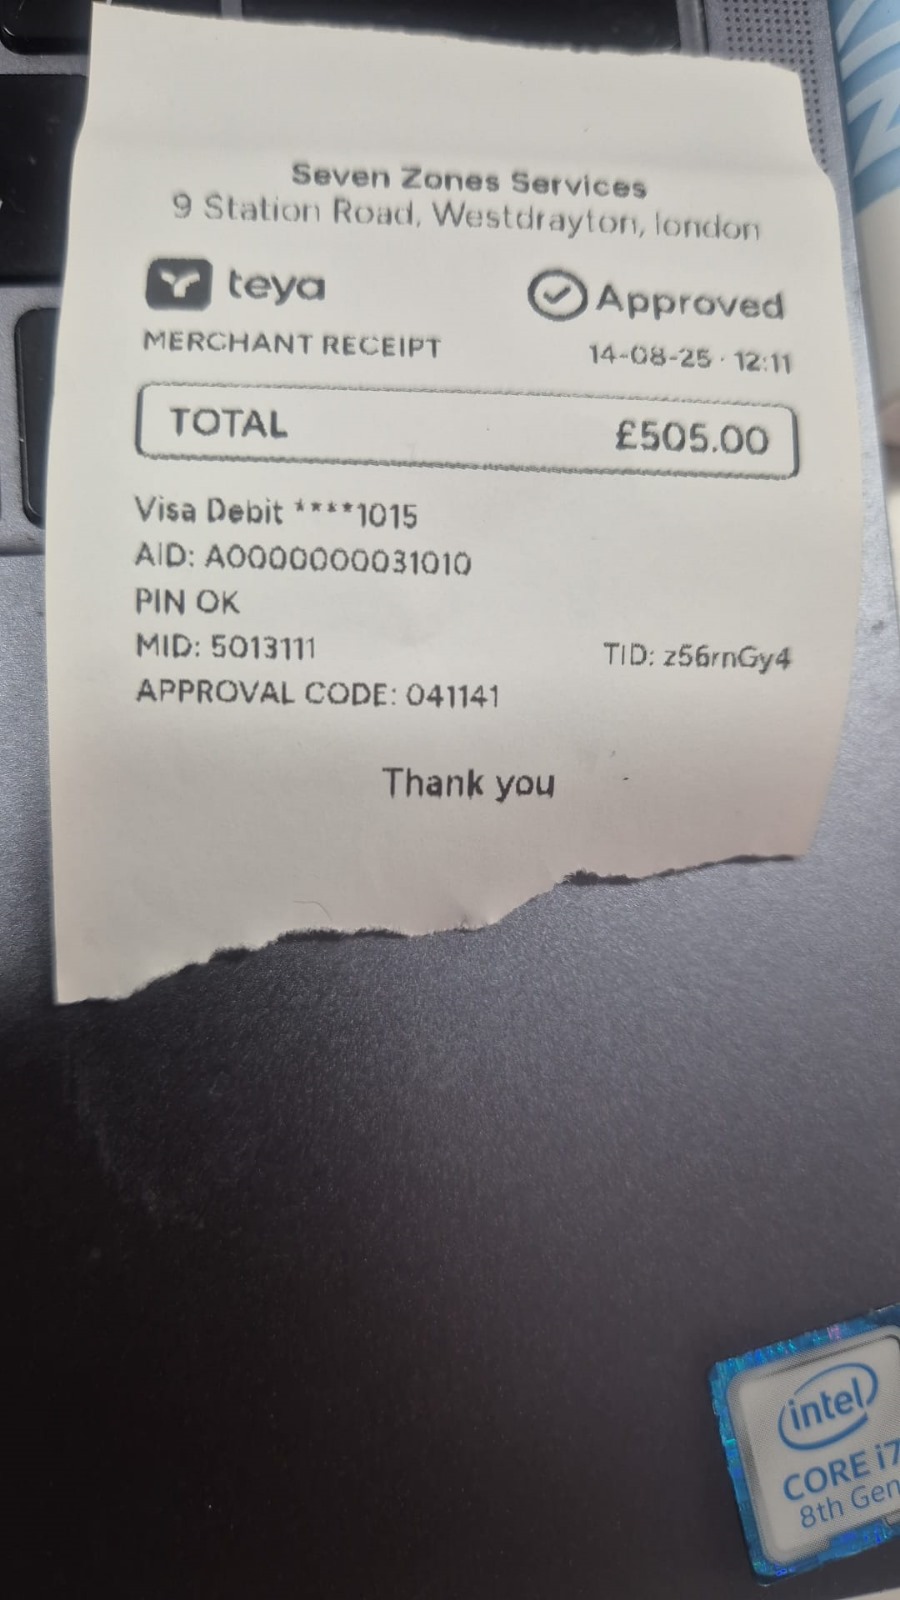 Seven Zones Services
9 Station Road, Westdrayton, london
teya
Approved
MERCHANT RECEIPT
14-08-25 · 12:11
TOTAL £505.00
Visa Debit ****1015
AID: A0000000031010
PIN OK
MID: 5013111 TID: z56rnGy4
APPROVAL CODE: 041141
Thank you
intel
CORE i7
8th Gen